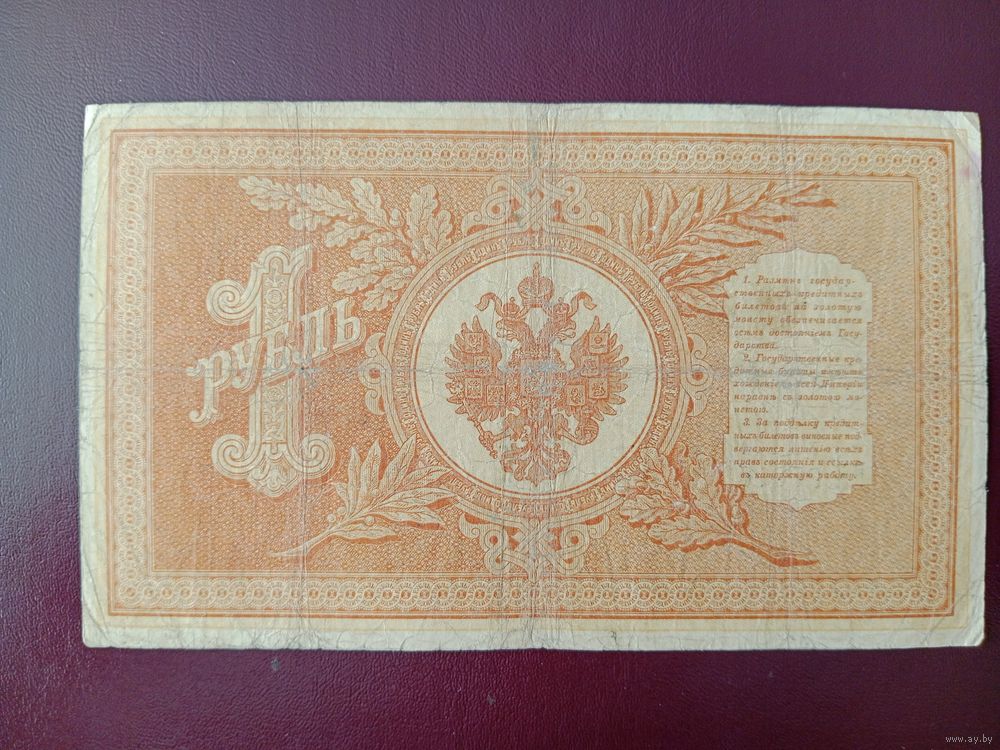 1
РУБЛЬ
1. Размѣнъ государ-
ственныхъ кредитныхъ
билетовъ на золотую
монету обезпечивается
всѣмъ достояніемъ Госу-
дарства.
2. Государственные кре-
дитные билеты имѣютъ
хожденіе во всей Имперіи
наравнѣ съ золотою мо-
нетою.
3. За поддѣлку кредит-
ныхъ билетовъ виновные под-
вергаются лишенію всѣхъ
правъ состоянія и ссылкѣ
въ каторжную работу.
www.ay.by